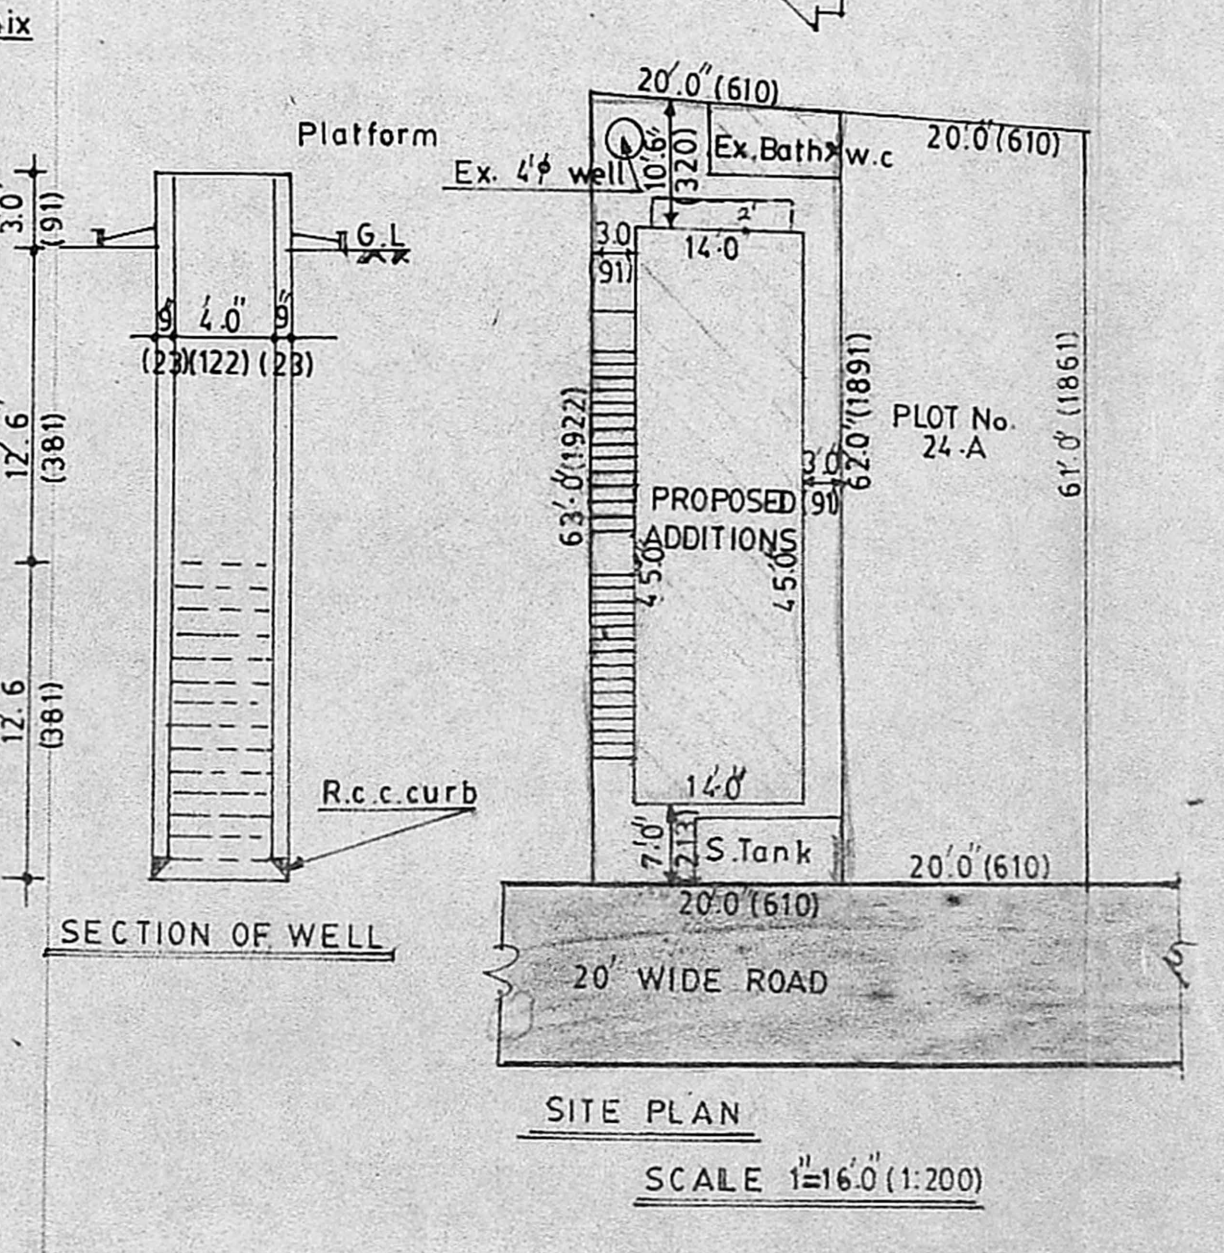 ix
Platform
G.L
3.0'
(91)
9" 4'.0" 9"
(23)(122)(23)
12'.6"
(381)
12'.6
(381)
R.c.c.curb
SECTION OF WELL
20'.0"(610)
20'.0"(610)
Ex. 4'φ well
10'6"
(320)
Ex.Bath&w.c
2'
3.0
(91)
14'.0
63'-0"(1922)
62'.0"(1891)
61'.0" (1861)
PLOT No.
24-A
3'.0"
(91)
PROPOSED
ADDITIONS
45'.0"
45'.0"
14'.0"
7'.0"
(213)
S.Tank
20'.0"(610)
20'.0"(610)
20' WIDE ROAD
SITE PLAN
SCALE 1"=16'.0"(1:200)